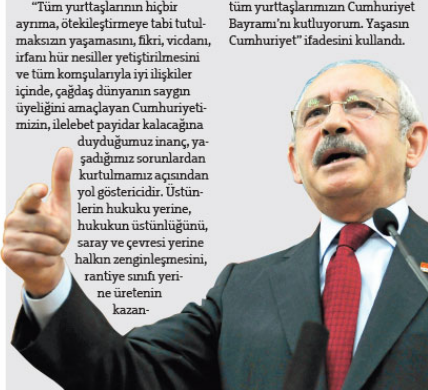 “Tüm yurttaşlarının hiçbir
ayrıma, ötekileştirmeye tabi tutul-
maksızın yaşamasını, fikri, vicdanı,
irfanı hür nesiller yetiştirilmesini
ve tüm komşularıyla iyi ilişkiler
içinde, çağdaş dünyanın saygın
üyeliğini amaçlayan Cumhuriyeti-
mizin, ilelebet payidar kalacağına
duyduğumuz inanç, ya-
şadığımız sorunlardan
kurtulmamız açısından
yol göstericidir. Üstün-
lerin hukuku yerine,
hukukun üstünlüğünü,
saray ve çevresi yerine
halkın zenginleşmesini,
rantiye sınıfı yeri-
ne üretenin
kazan-
tüm yurttaşlarımızın Cumhuriyet
Bayramı’nı kutluyorum. Yaşasın
Cumhuriyet” ifadesini kullandı.